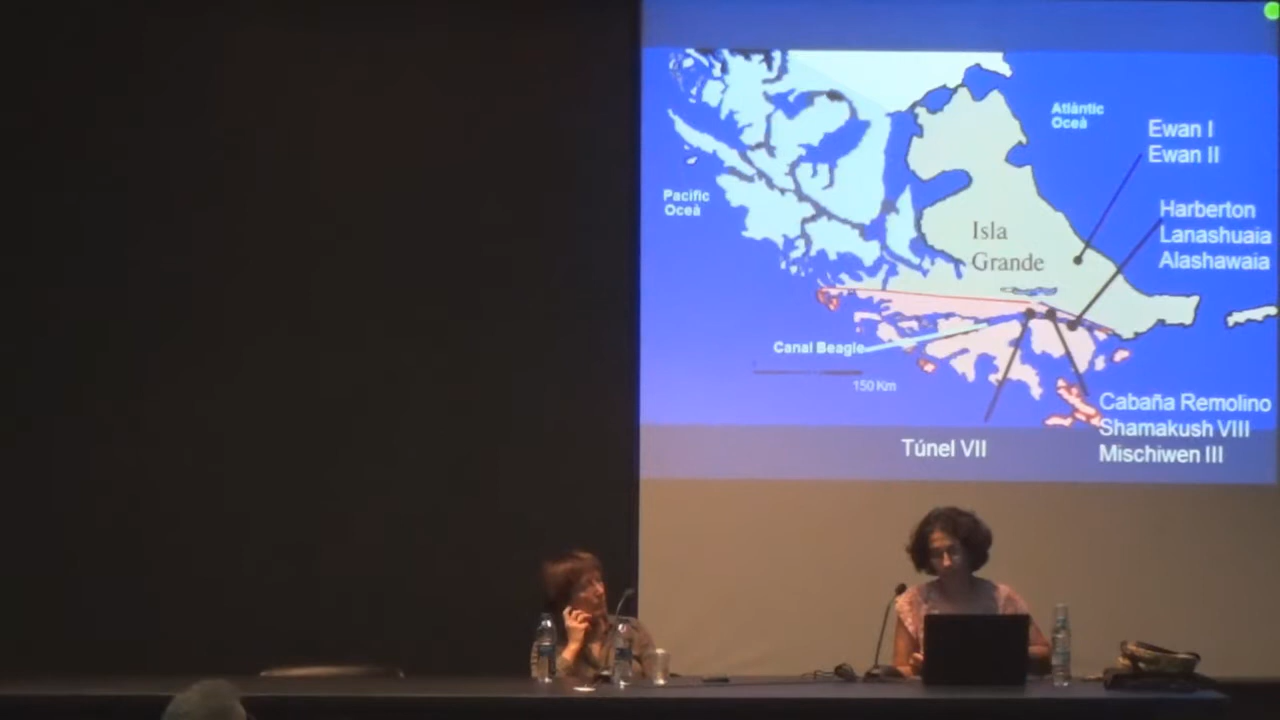 Atlàntic
Oceà
Ewan I
Ewan II
Pacific
Oceà
Harberton
Lanashuaia
Alashawaia
Isla
Grande
Canal Beagle
150 Km
Cabaña Remolino
Shamakush VIII
Mischiwen III
Túnel VII